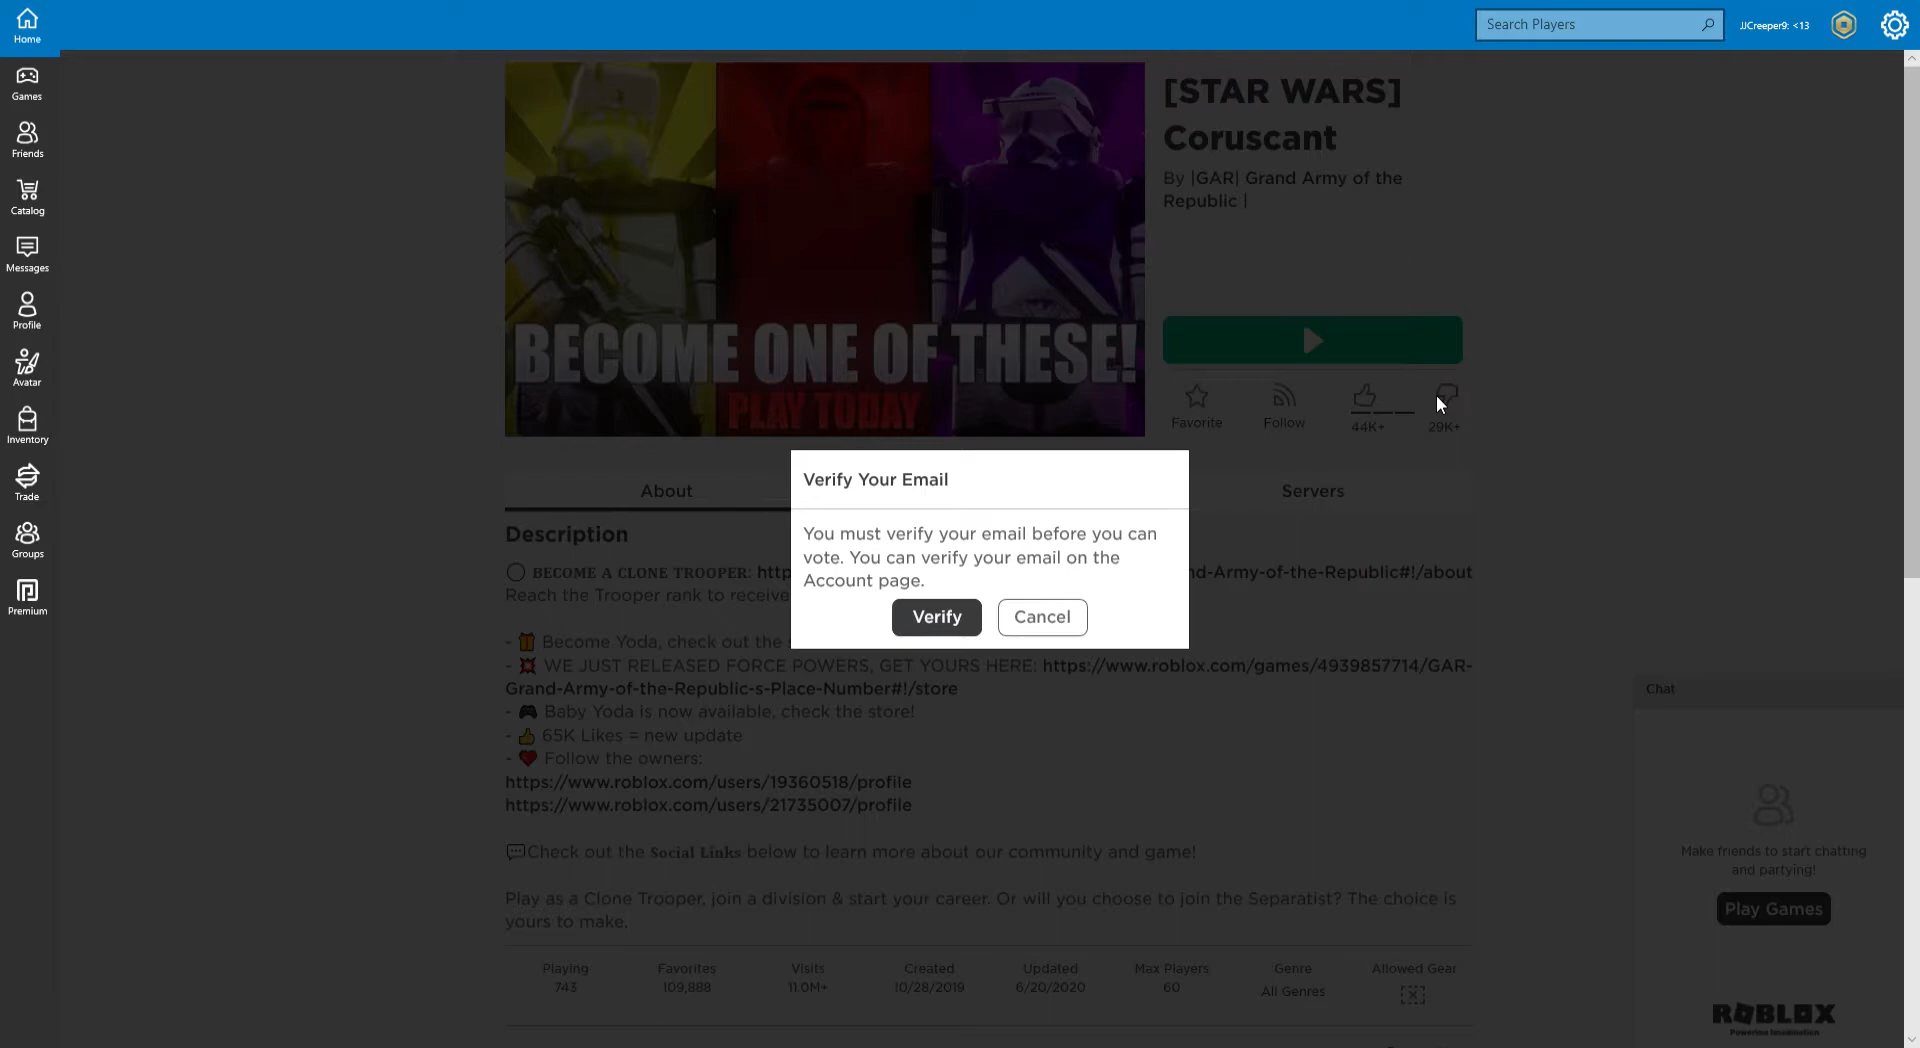 Home
Search Players
JJCreeper9: <13
Games
Friends
Catalog
Messages
Profile
Avatar
Inventory
Trade
Groups
Premium
BECOME ONE OF THESE!
PLAY TODAY
[STAR WARS]
Coruscant
By |GAR| Grand Army of the
Republic |
Favorite
Follow
44K+
29K+
About
Servers
Verify Your Email
You must verify your email before you can
vote. You can verify your email on the
Account page.
Verify
Cancel
Description
BECOME A CLONE TROOPER: http
nd-Army-of-the-Republic#!/about
Reach the Trooper rank to receive
- 🎁 Become Yoda, check out the
- 💥 WE JUST RELEASED FORCE POWERS, GET YOURS HERE: https://www.roblox.com/games/4939857714/GAR-
Grand-Army-of-the-Republic-s-Place-Number#!/store
- 🎮 Baby Yoda is now available, check the store!
- 👍 65K Likes = new update
- ❤️ Follow the owners:
https://www.roblox.com/users/19360518/profile
https://www.roblox.com/users/21735007/profile
💬Check out the Social Links below to learn more about our community and game!
Play as a Clone Trooper, join a division & start your career. Or will you choose to join the Separatist? The choice is
yours to make.
Playing
743
Favorites
109,888
Visits
11.0M+
Created
10/28/2019
Updated
6/20/2020
Max Players
60
Genre
All Genres
Allowed Gear
Chat
Make friends to start chatting
and partying!
Play Games
ROBLOX
Powering Imagination